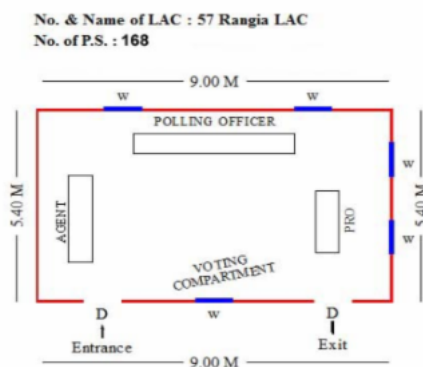 No. & Name of LAC : 57 Rangia LAC
No. of P.S. : 168
9.00 M
W
W
POLLING OFFICER
5.40 M
AGENT
PRO
W
W
5.40 M
VOTING
COMPARTMENT
D
W
D
Entrance
Exit
9.00 M